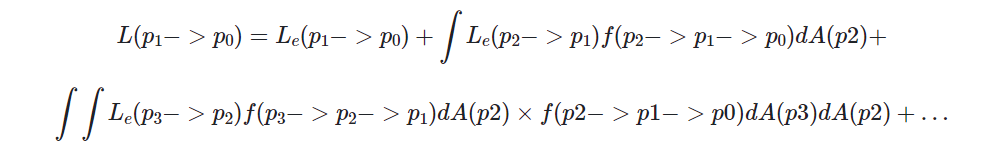 L(p₁− > p₀) = Lₑ(p₁− > p₀) + ∫ Lₑ(p₂− > p₁)f(p₂− > p₁− > p₀)dA(p2)+
∫ ∫ Lₑ(p₃− > p₂)f(p₃− > p₂− > p₁)dA(p2) × f(p2− > p1− > p0)dA(p3)dA(p2) + …